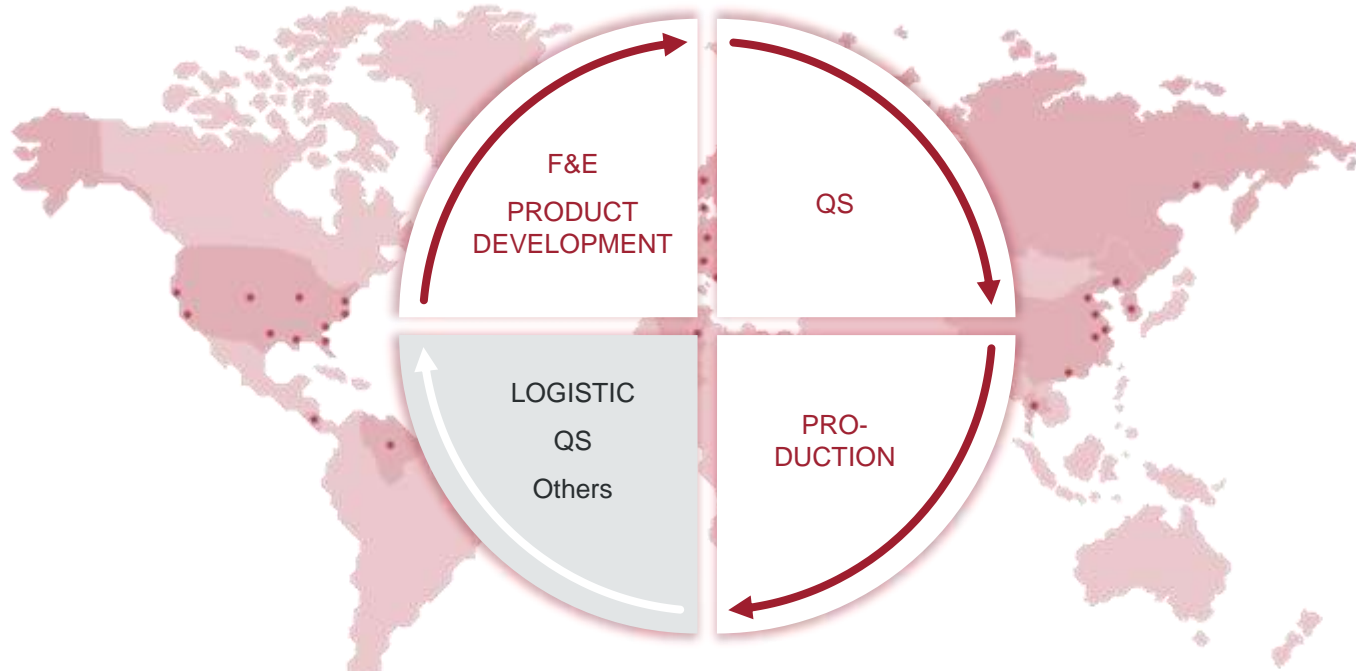 F&E
PRODUCT
DEVELOPMENT
QS
LOGISTIC
QS
Others
PRO-
DUCTION